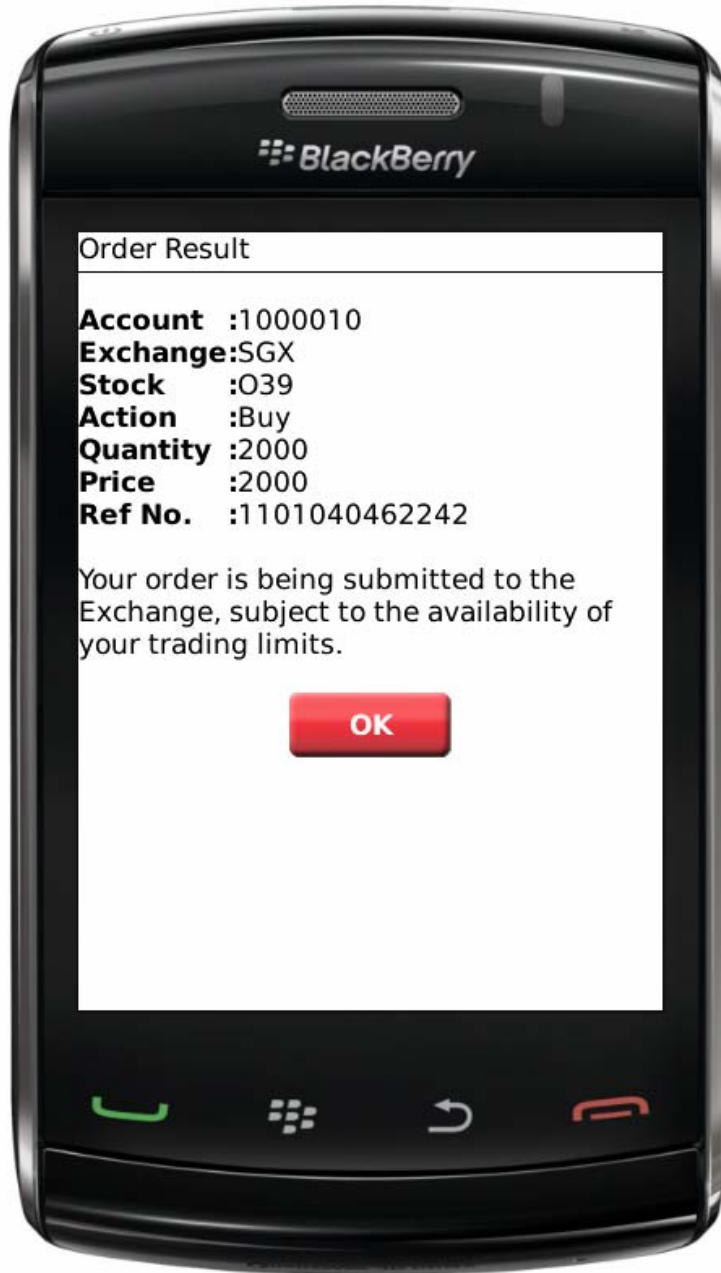 BlackBerry
Order Result
Account :1000010
Exchange:SGX
Stock :O39
Action :Buy
Quantity :2000
Price :2000
Ref No. :1101040462242
Your order is being submitted to the
Exchange, subject to the availability of
your trading limits.
OK